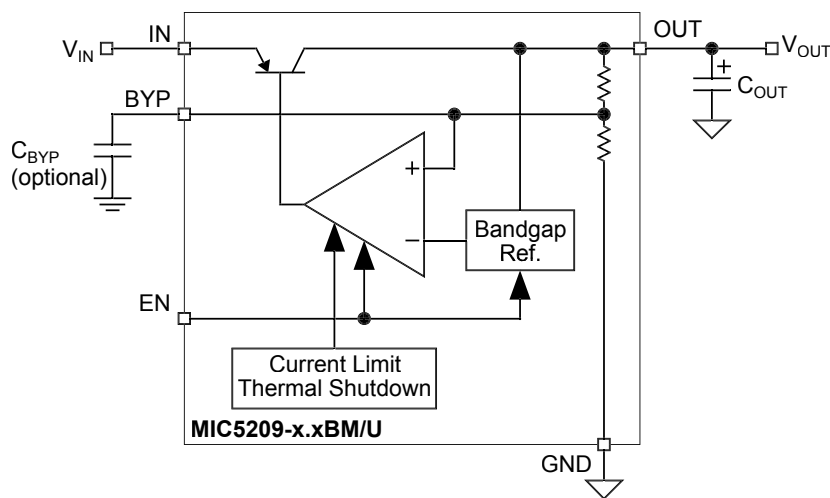 IN
OUT
V_IN
V_OUT
C_OUT
+
BYP
C_BYP
(optional)
+
−
Bandgap
Ref.
EN
Current Limit
Thermal Shutdown
MIC5209-x.xBM/U
GND